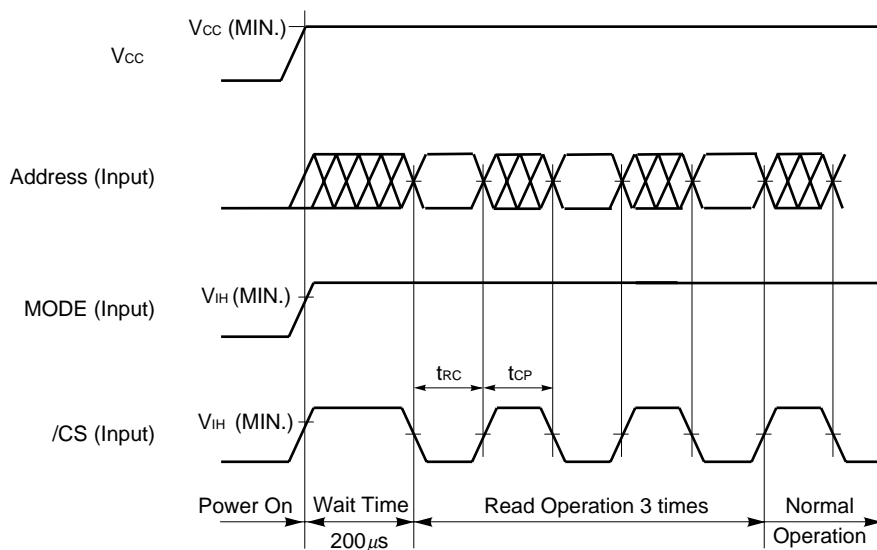 VCC (MIN.)
VCC
Address (Input)
VIH (MIN.)
MODE (Input)
tRC
tCP
VIH (MIN.)
/CS (Input)
Power On
Wait Time
200μs
Read Operation 3 times
Normal
Operation